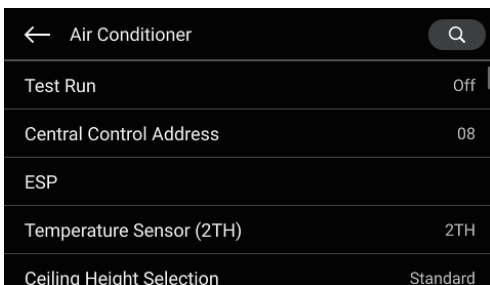 Air Conditioner
Test Run Off
Central Control Address 08
ESP
Temperature Sensor (2TH) 2TH
Ceiling Height Selection Standard